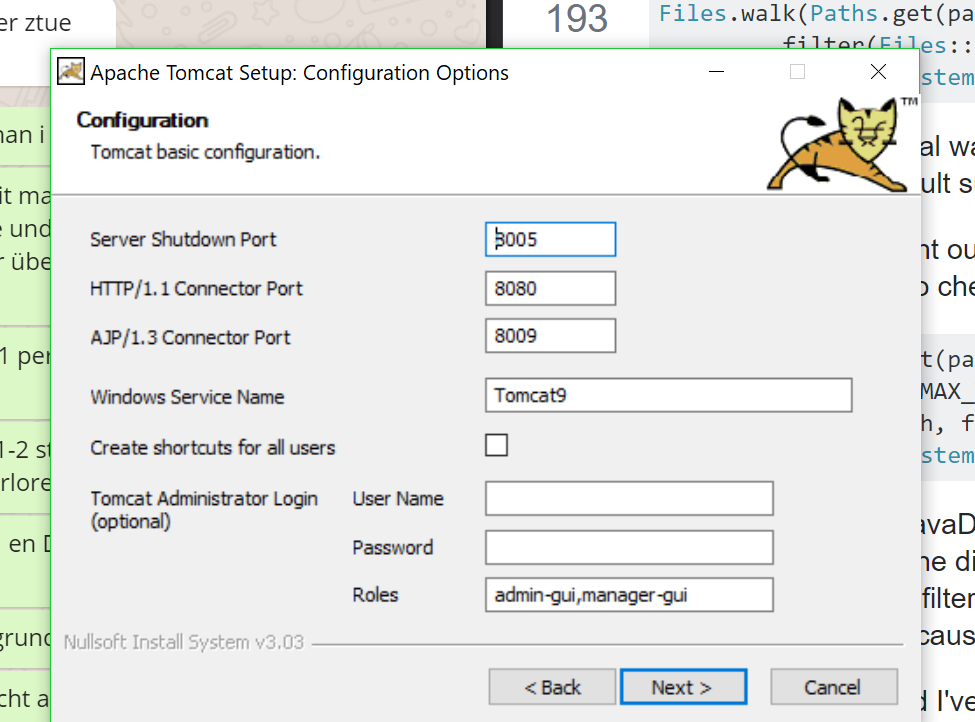 er ztue
193
Files.walk(Paths.get(pa
filter(Files::
stem
Apache Tomcat Setup: Configuration Options
Configuration
Tomcat basic configuration.
TM
Server Shutdown Port
8005
HTTP/1.1 Connector Port
8080
AJP/1.3 Connector Port
8009
Windows Service Name
Tomcat9
Create shortcuts for all users
Tomcat Administrator Login
(optional)
User Name
Password
Roles
admin-gui,manager-gui
Nullsoft Install System v3.03
< Back
Next >
Cancel
nan i
it ma
e und
r übe
1 per
1-2 st
rlore
en D
grund
cht a
al wa
ult s
nt ou
o che
t(pa
MAX_
h, f
stem
avaD
ne di
filter
caus
d I've